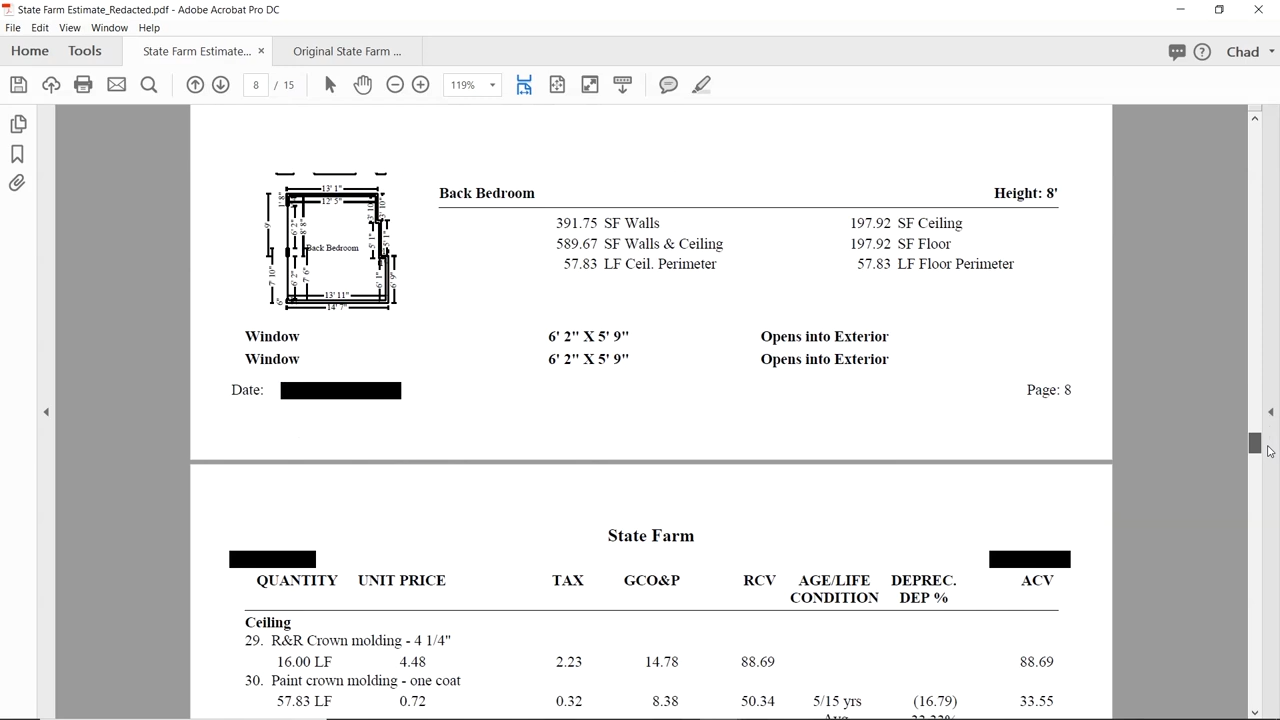 State Farm Estimate_Redacted.pdf - Adobe Acrobat Pro DC
File Edit View Window Help
Home Tools State Farm Estimate... × Original State Farm ... Chad
8 / 15 119%
13' 1"
12' 5"
Back Bedroom
13' 11"
14' 7"
Back Bedroom Height: 8'
391.75 SF Walls 197.92 SF Ceiling
589.67 SF Walls & Ceiling 197.92 SF Floor
57.83 LF Ceil. Perimeter 57.83 LF Floor Perimeter
Window 6' 2" X 5' 9" Opens into Exterior
Window 6' 2" X 5' 9" Opens into Exterior
Date: Page: 8
State Farm
QUANTITY UNIT PRICE TAX GCO&P RCV AGE/LIFE DEPREC. ACV
CONDITION DEP %
Ceiling
29. R&R Crown molding - 4 1/4"
16.00 LF 4.48 2.23 14.78 88.69 88.69
30. Paint crown molding - one coat
57.83 LF 0.72 0.32 8.38 50.34 5/15 yrs (16.79) 33.55